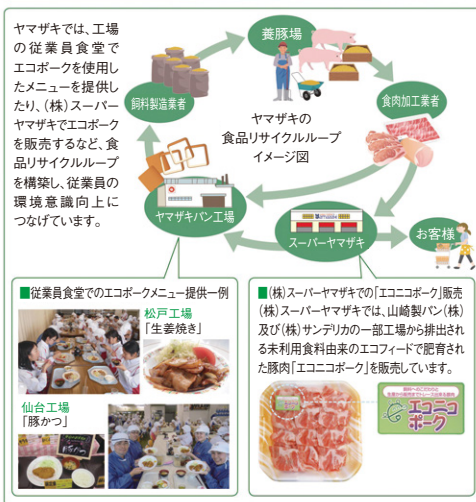 ヤマザキでは、工場
の従業員食堂で
エコポークを使用し
たメニューを提供し
たり、(株)スーパー
ヤマザキでエコポーク
を販売するなど、食
品リサイクルループ
を構築し、従業員の
環境意識向上に
つなげています。
養豚場
飼料製造業者
食肉加工業者
ヤマザキの
食品リサイクルループ
イメージ図
ヤマザキパン工場
スーパーヤマザキ
お客様
■従業員食堂でのエコポークメニュー提供一例
松戸工場
「生姜焼き」
仙台工場
「豚かつ」
■(株)スーパーヤマザキでの「エコニコポーク」販売
(株)スーパーヤマザキでは、山崎製パン(株)
及び(株)サンデリカの一部工場から排出され
る未利用食料由来のエコフィードで肥育され
た豚肉「エコニコポーク」を販売しています。
エコニコ
ポーク